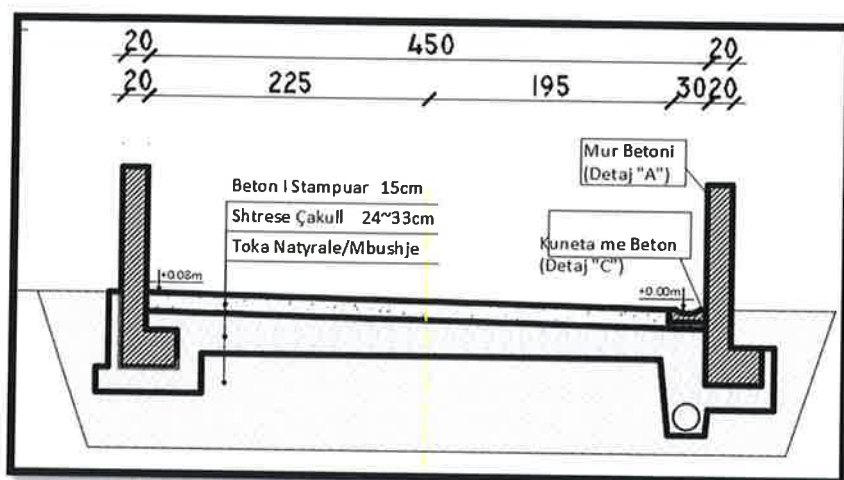 20 450 20
20 225 195 30 20
Mur Betoni
(Detaj "A")
Beton I Stampuar 15cm
Shtrese Çakull 24~33cm
Toka Natyrale/Mbushje
Kuneta me Beton
(Detaj "C")
+0.08m
+0.00m